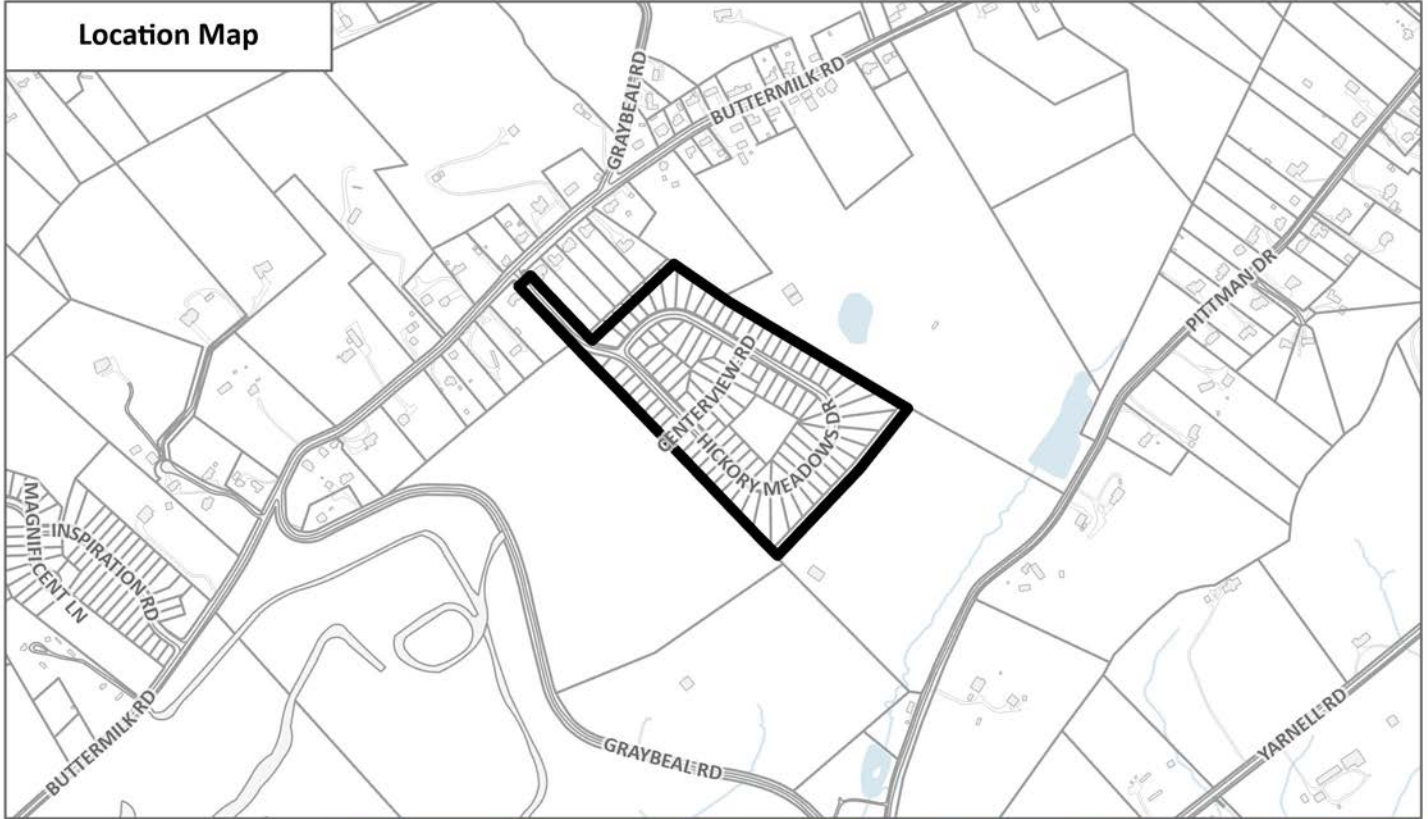 Location Map
GRAYBEAL RD
BUTTERMILK RD
PITTMAN DR
CENTERVIEW RD
HICKORY MEADOWS DR
MAGNIFICENT LN
INSPIRATION RD
BUTTERMILK RD
GRAYBEAL RD
YARNELL RD